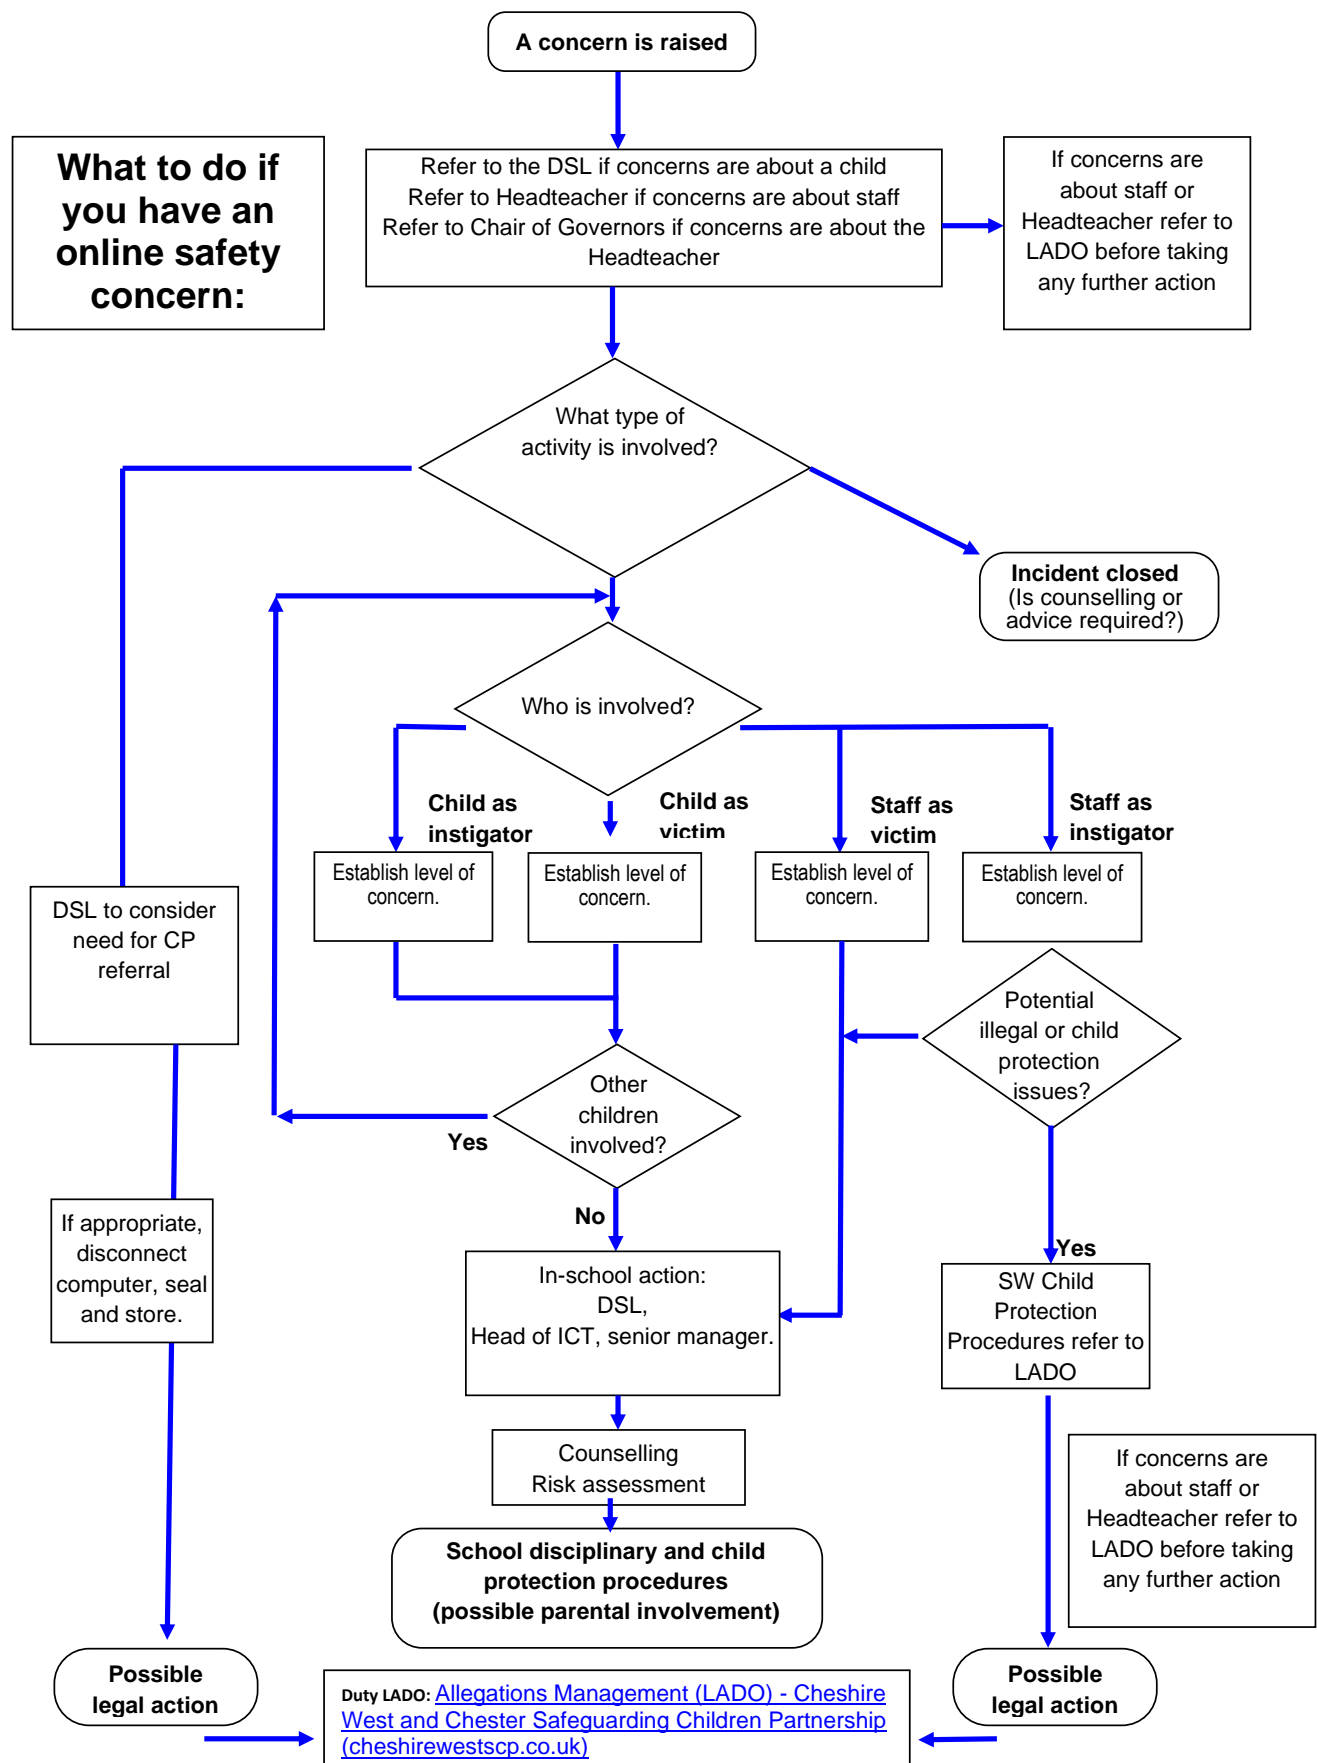 A concern is raised
What to do if
you have an
online safety
concern:
Refer to the DSL if concerns are about a child
Refer to Headteacher if concerns are about staff
Refer to Chair of Governors if concerns are about the
Headteacher
If concerns are
about staff or
Headteacher refer to
LADO before taking
any further action
What type of
activity is involved?
Incident closed
(Is counselling or
advice required?)
Who is involved?
Child as
instigator
Child as
victim
Staff as
victim
Staff as
instigator
Establish level of
concern.
Establish level of
concern.
Establish level of
concern.
Establish level of
concern.
DSL to consider
need for CP
referral
Potential
illegal or child
protection
issues?
Other
children
involved?
Yes
No
If appropriate,
disconnect
computer, seal
and store.
In-school action:
DSL,
Head of ICT, senior manager.
Yes
SW Child
Protection
Procedures refer to
LADO
Counselling
Risk assessment
If concerns are
about staff or
Headteacher refer to
LADO before taking
any further action
School disciplinary and child
protection procedures
(possible parental involvement)
Possible
legal action
Duty LADO: Allegations Management (LADO) - Cheshire
West and Chester Safeguarding Children Partnership
(cheshirewestscp.co.uk)
Possible
legal action